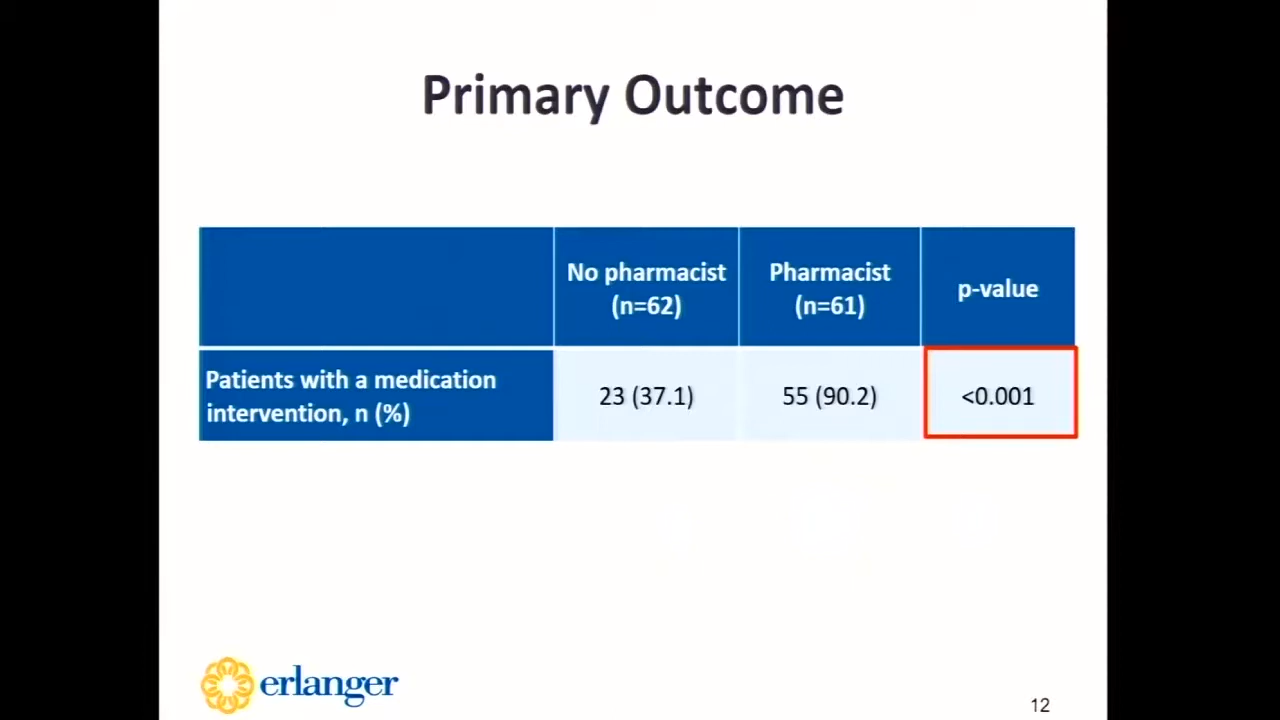 Primary Outcome
No pharmacist
(n=62)
Pharmacist
(n=61)
p-value
Patients with a medication
intervention, n (%)
23 (37.1)
55 (90.2)
<0.001
erlanger
12